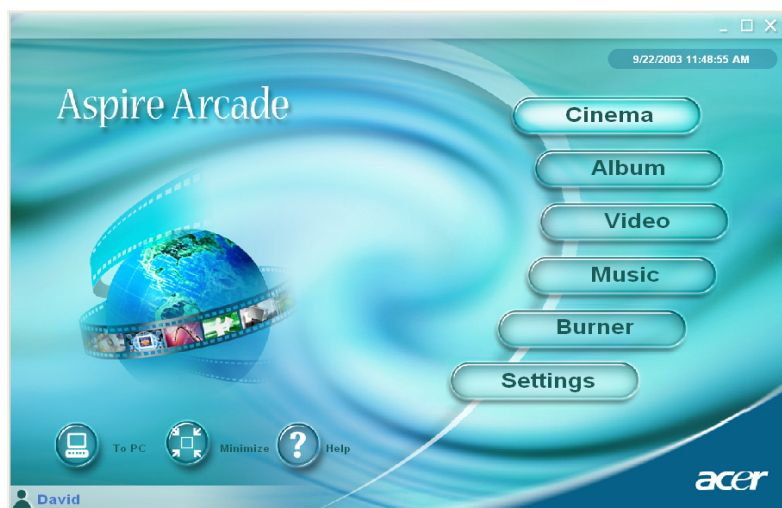 9/22/2003 11:48:55 AM
Aspire Arcade
Cinema
Album
Video
Music
Burner
Settings
To PC
Minimize
? Help
acer
David